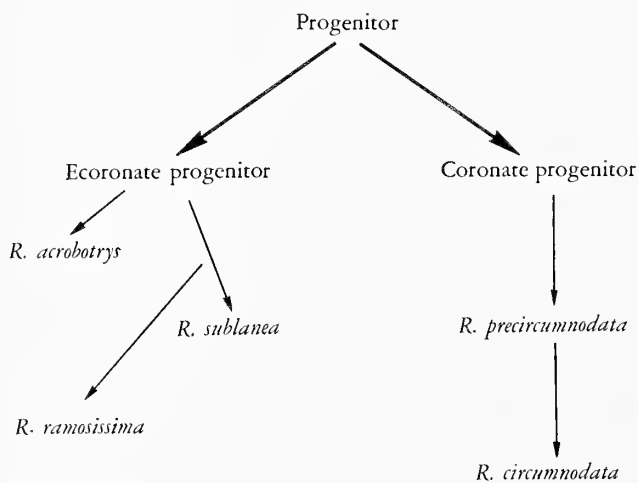 Progenitor
Ecoronate progenitor
Coronate progenitor
R. acrobotrys
R. sublanea
R. precircumnodata
R. ramosissima
R. circumnodata